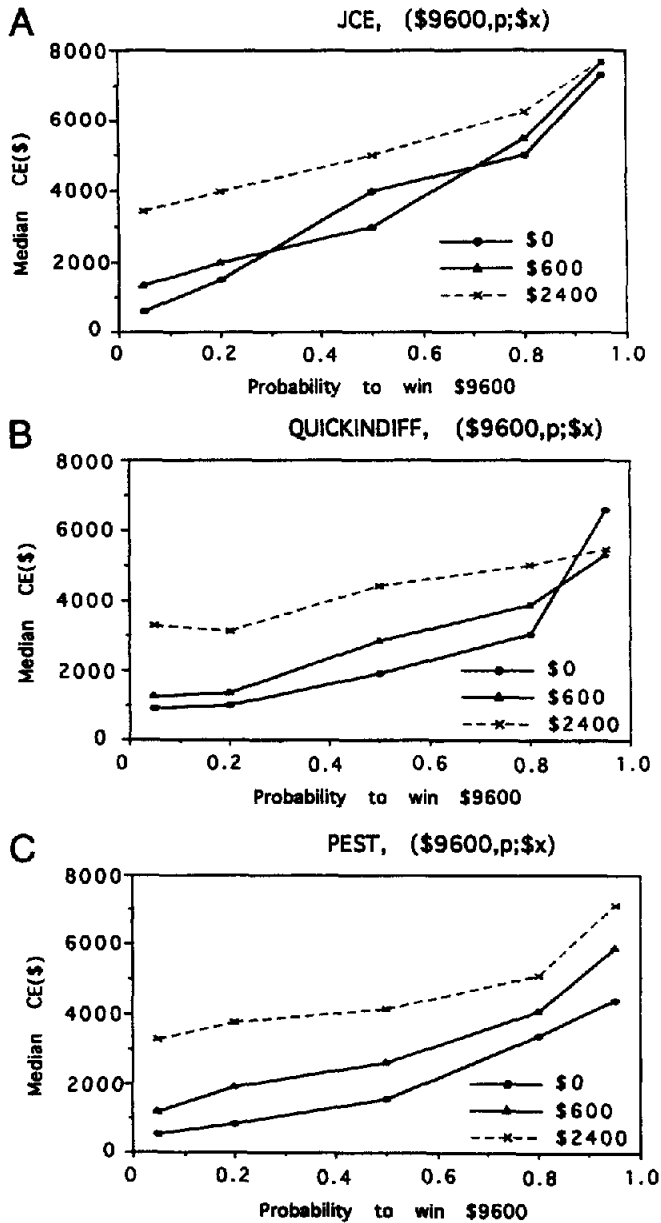 A
JCE, ($9600,p;$x)
8000
6000
4000
2000
0
Median CE($)
$0
$600
$2400
0 0.2 0.4 0.6 0.8 1.0
Probability to win $9600
B
QUICKINDIFF, ($9600,p;$x)
8000
6000
4000
2000
0
Median CE($)
$0
$600
$2400
0 0.2 0.4 0.6 0.8 1.0
Probability to win $9600
C
PEST, ($9600,p;$x)
8000
6000
4000
2000
0
Median CE($)
$0
$600
$2400
0 0.2 0.4 0.6 0.8 1.0
Probability to win $9600